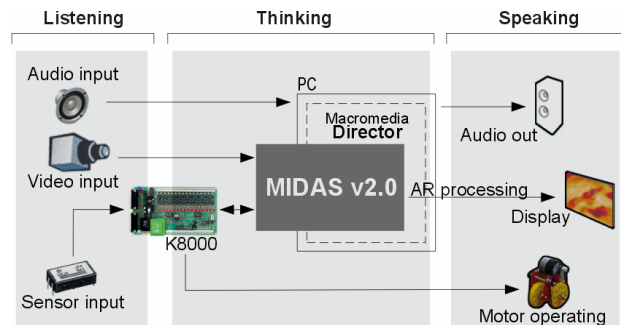 Listening
Thinking
Speaking
Audio input
Video input
Sensor input
K8000
PC
Macromedia
Director
MIDAS v2.0
AR processing
Audio out
Display
Motor operating